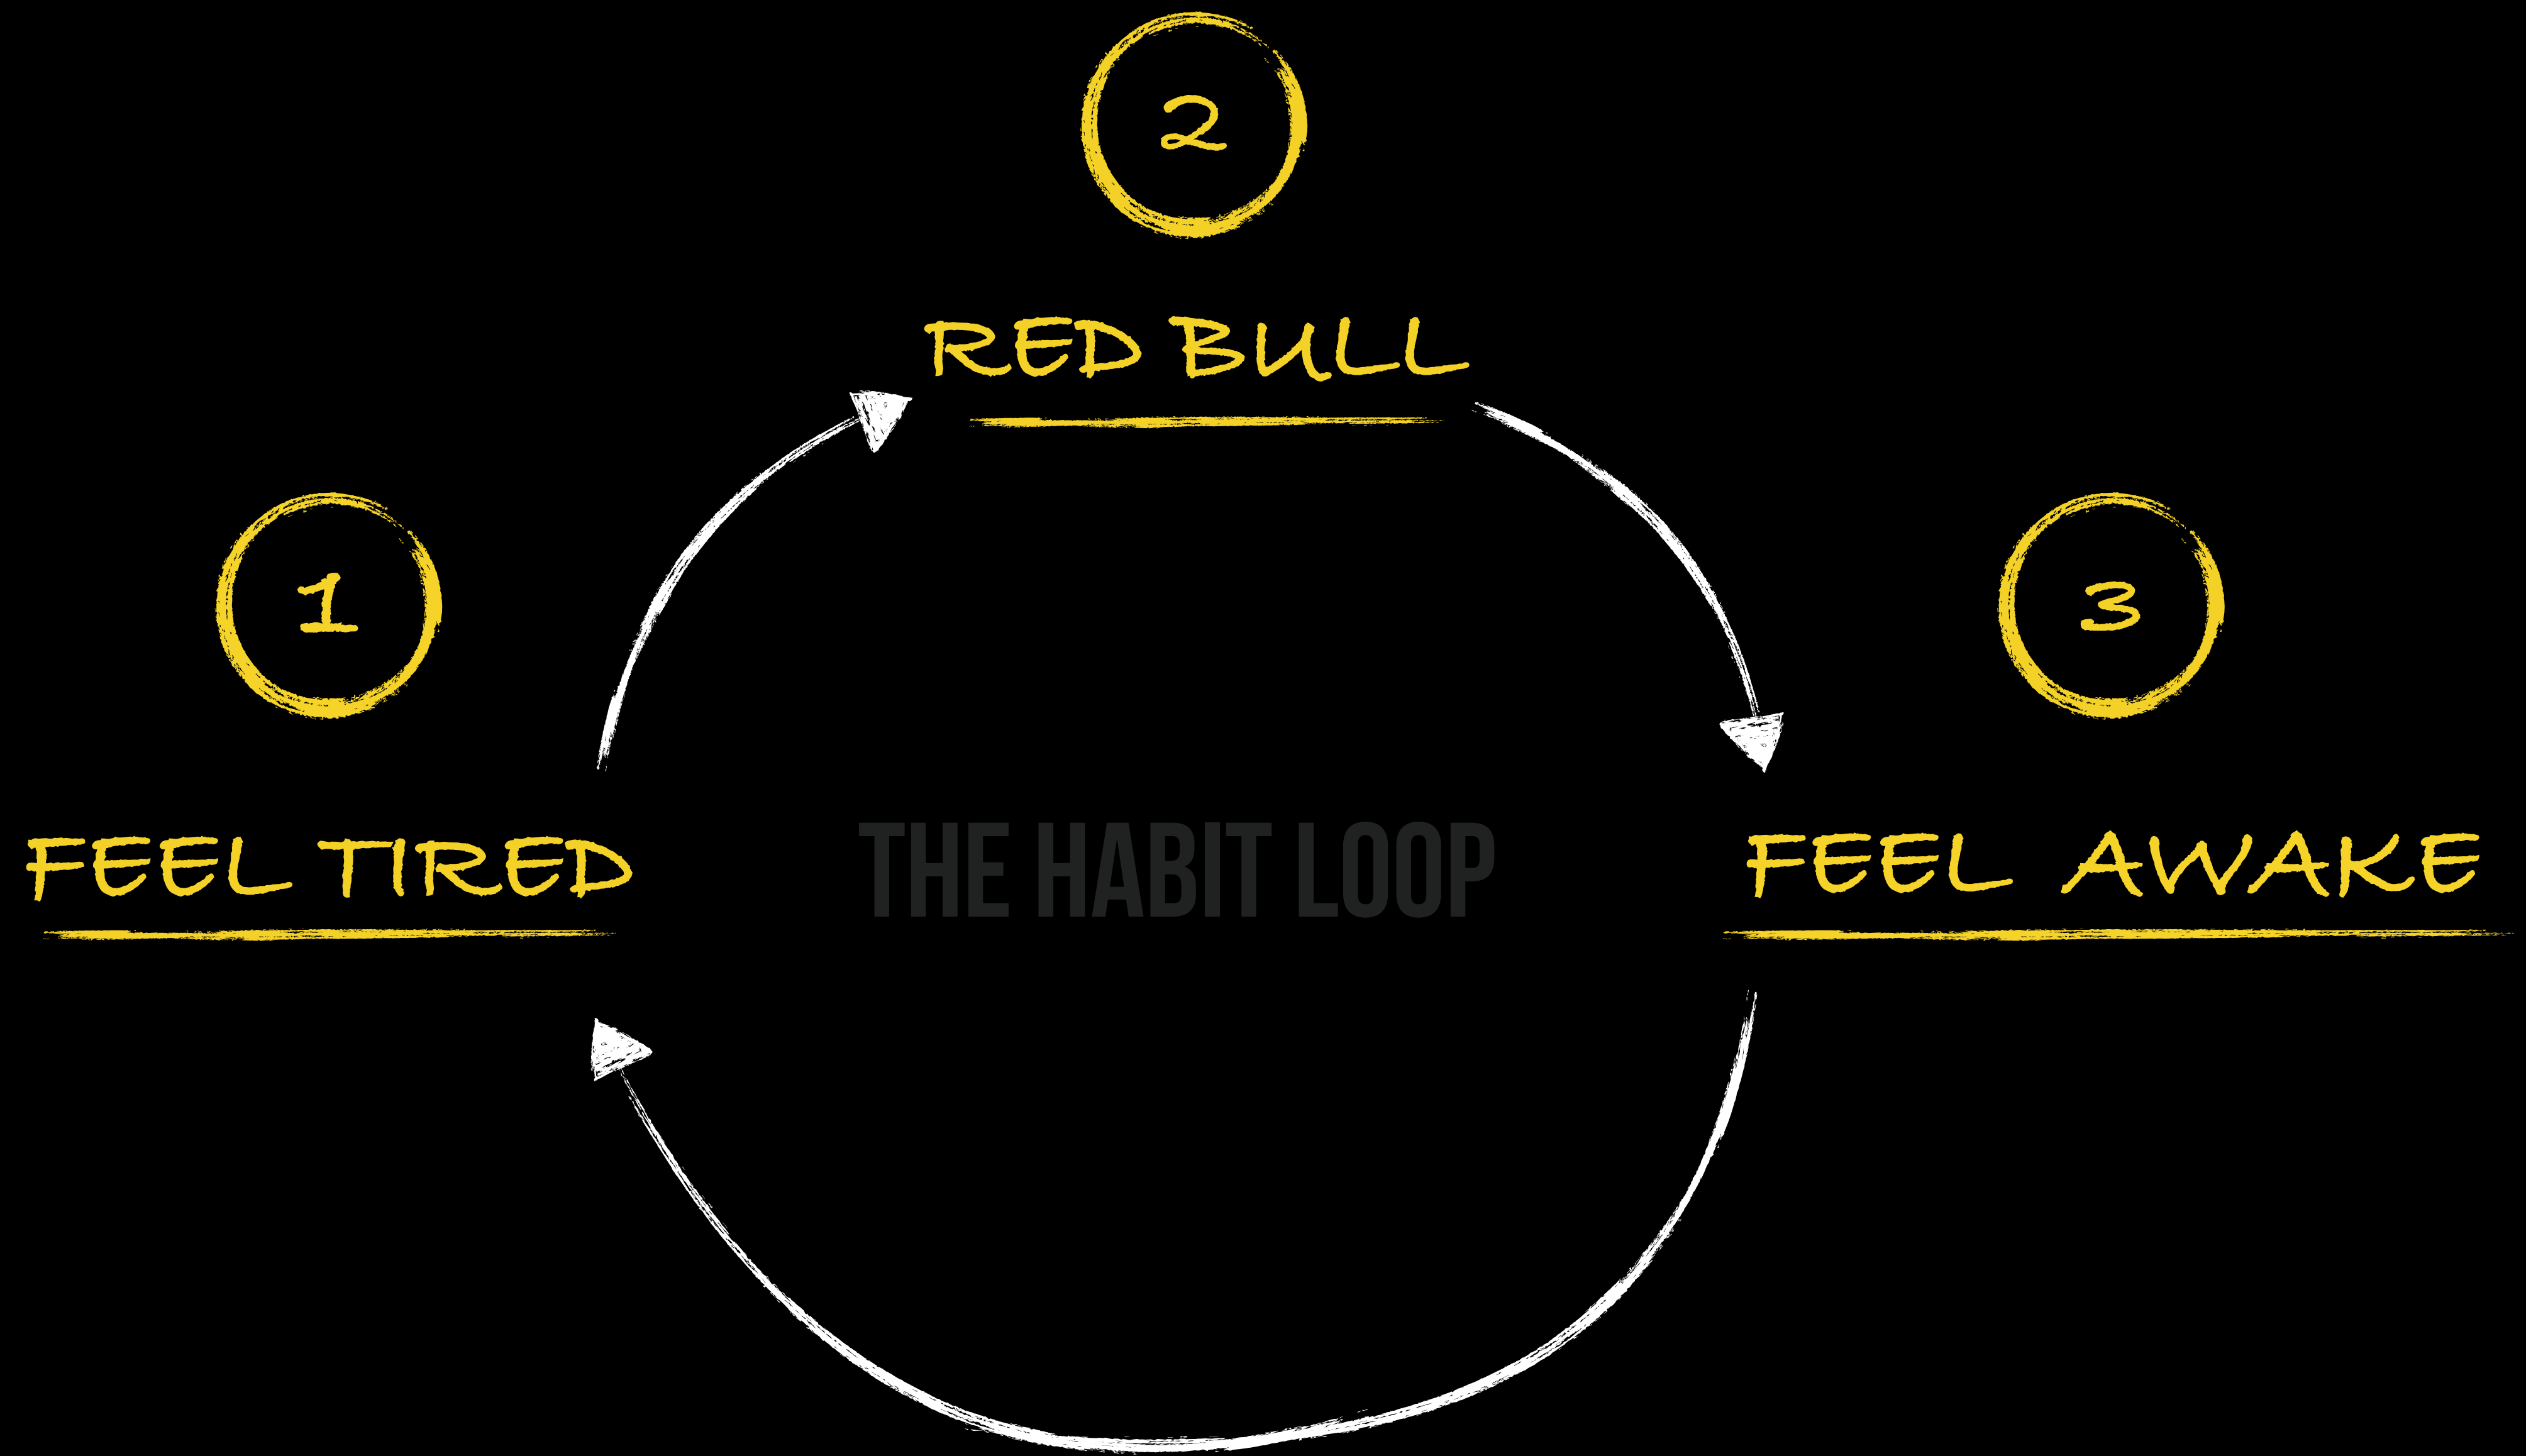 2
RED BULL
1
3
FEEL TIRED
THE HABIT LOOP
FEEL AWAKE